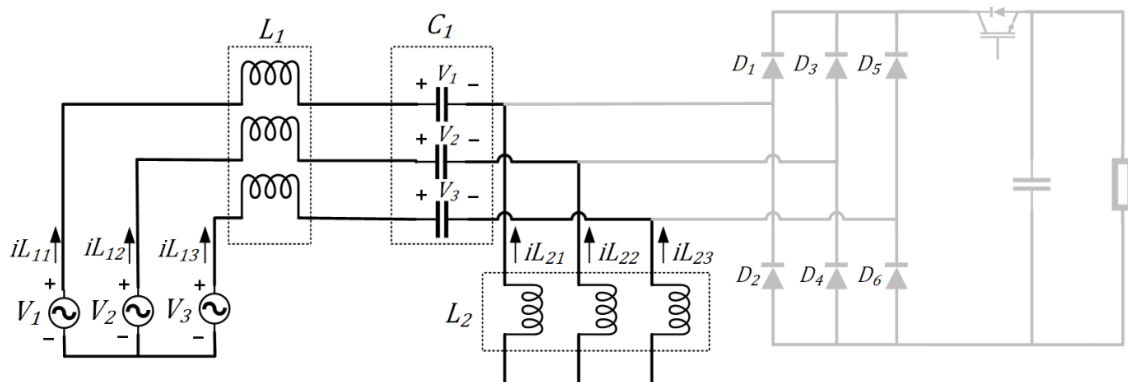 L₁
C₁
+ V₁ −
+ V₂ −
+ V₃ −
D₁
D₃
D₅
iL₁₁
iL₁₂
iL₁₃
iL₂₁
iL₂₂
iL₂₃
D₂
D₄
D₆
+
+
+
V₁
V₂
V₃
−
−
−
L₂